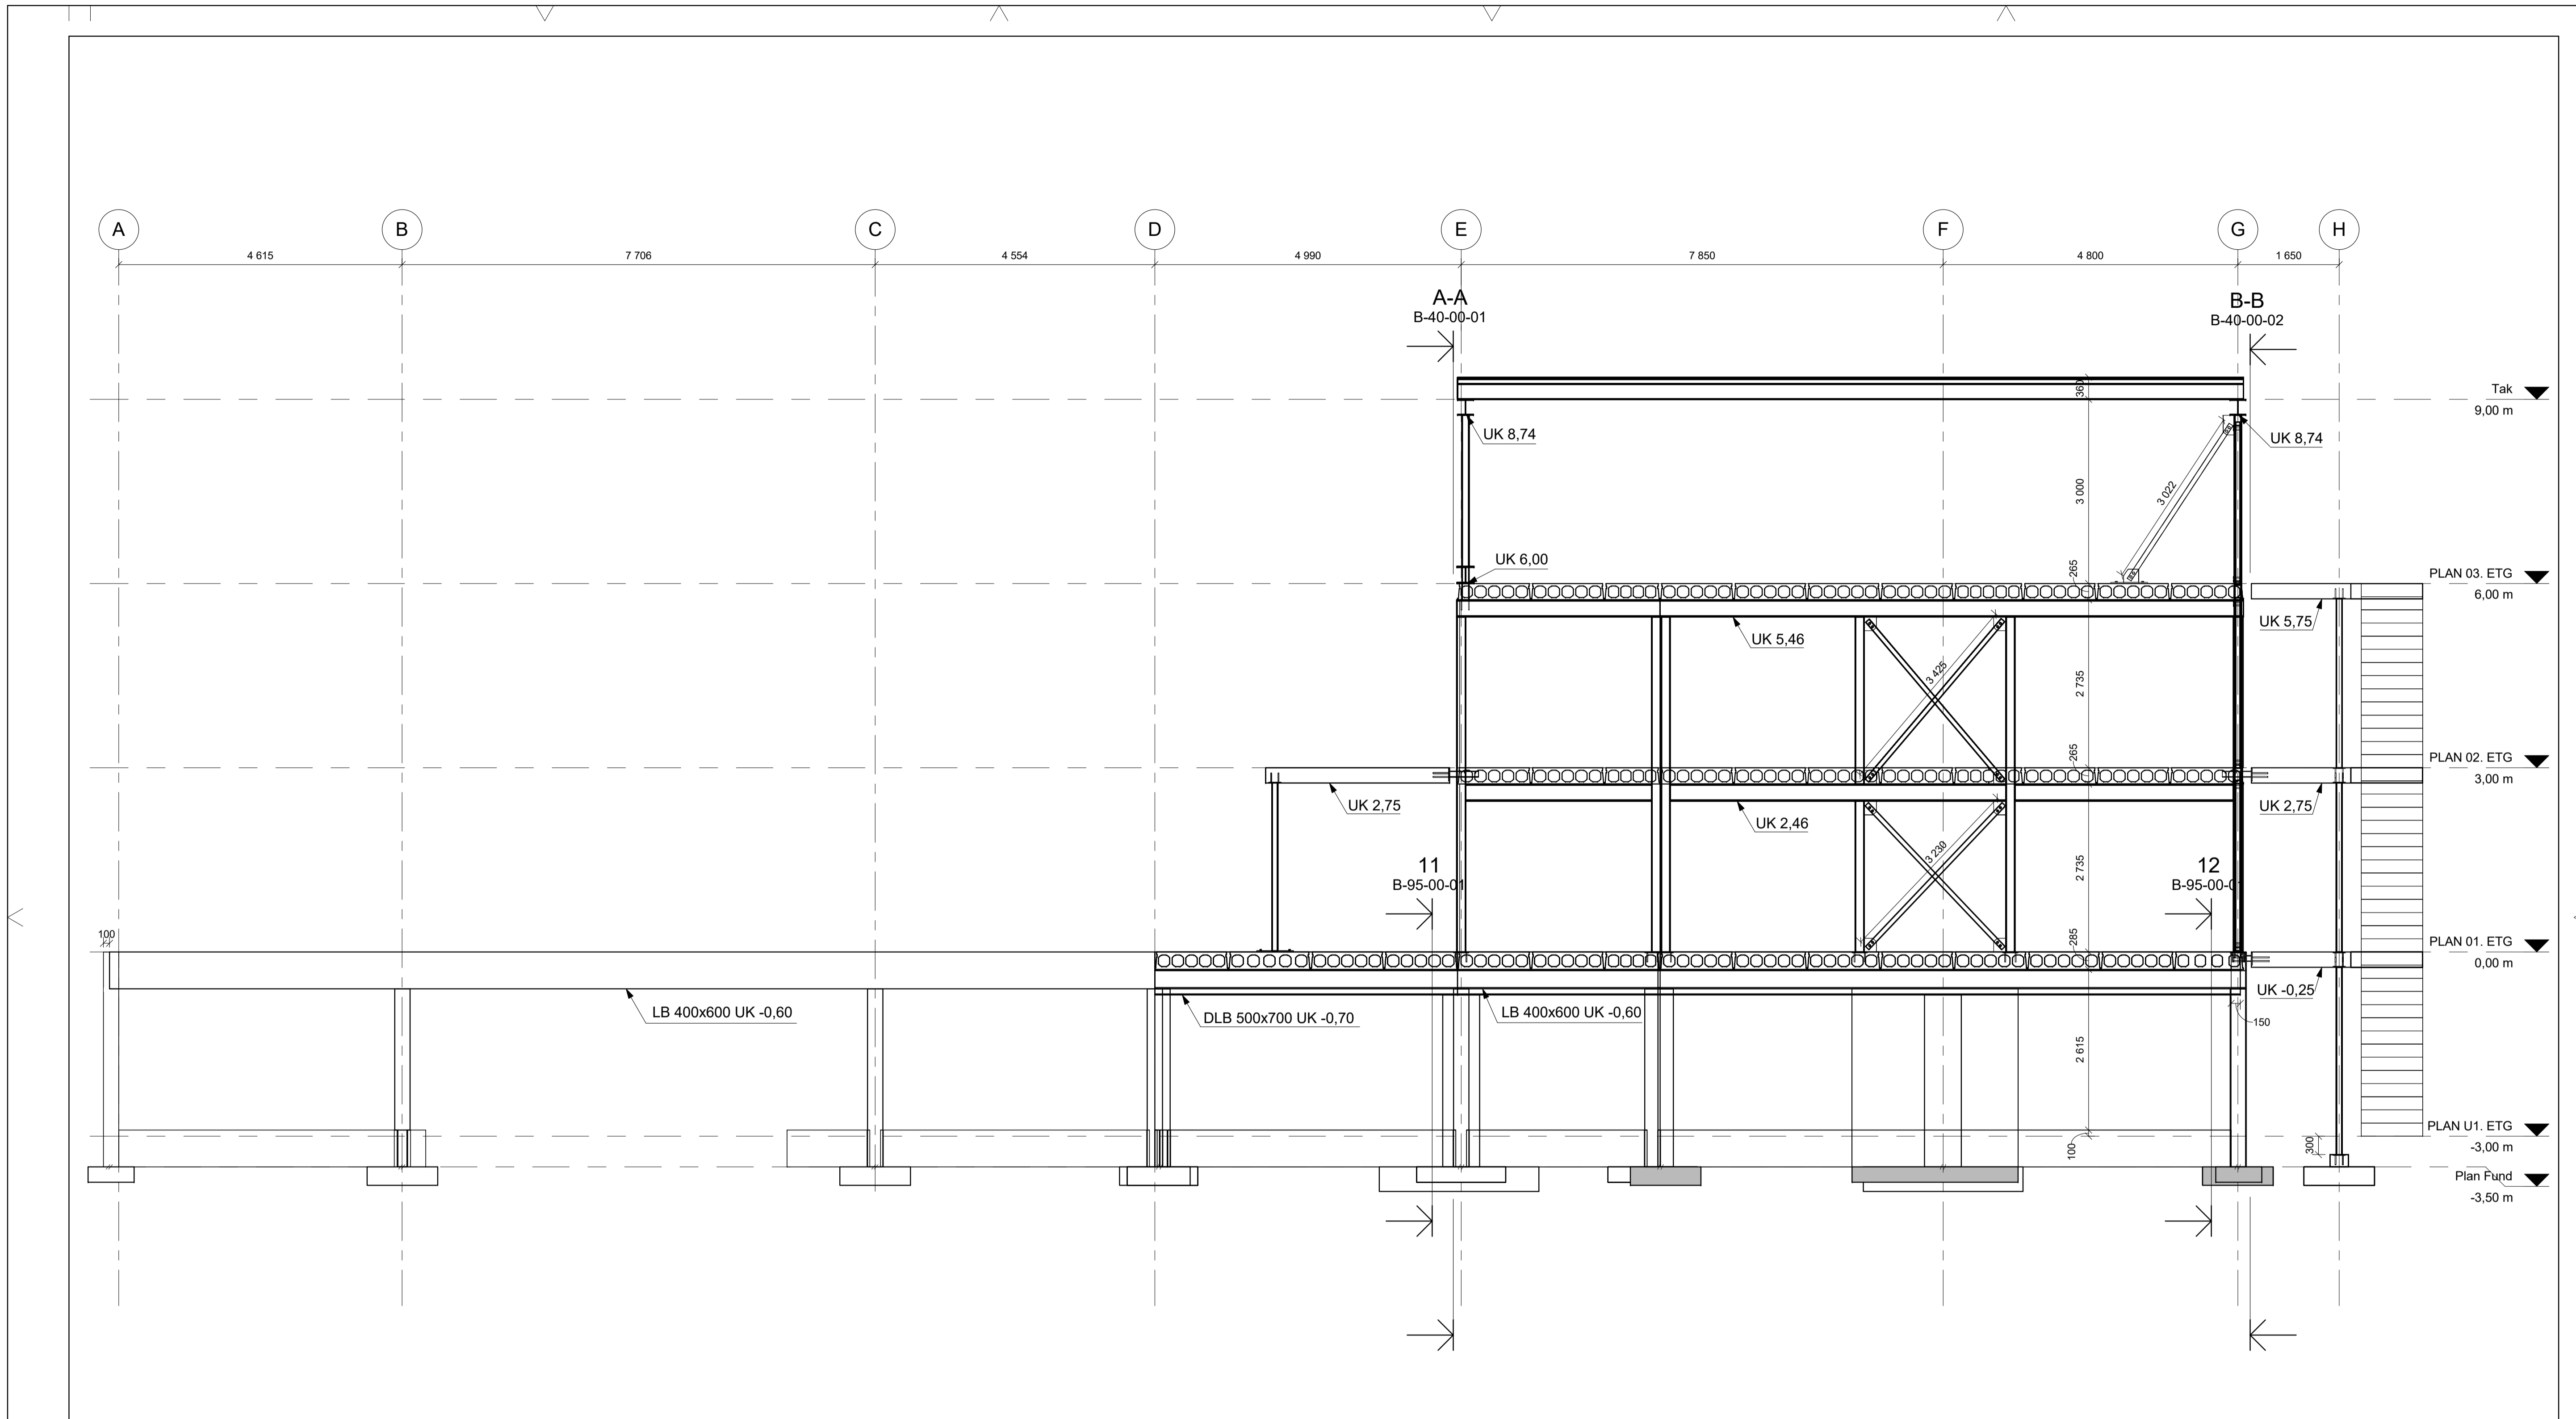 A B C D E F G H
4 615 7 706 4 554 4 990 7 850 4 800 1 650
A-A
B-40-00-01
B-B
B-40-00-02
360
Tak
9,00 m
UK 8,74
UK 8,74
3 000
3 022
UK 6,00
265
PLAN 03. ETG
6,00 m
UK 5,75
UK 5,46
3 425
2 735
265
PLAN 02. ETG
3,00 m
UK 2,75
UK 2,75
UK 2,46
3 230
2 735
11
B-95-00-01
12
B-95-00-01
100
285
PLAN 01. ETG
0,00 m
UK -0,25
LB 400x600 UK -0,60
DLB 500x700 UK -0,70
LB 400x600 UK -0,60
150
2 615
PLAN U1. ETG
-3,00 m
100
300
Plan Fund
-3,50 m